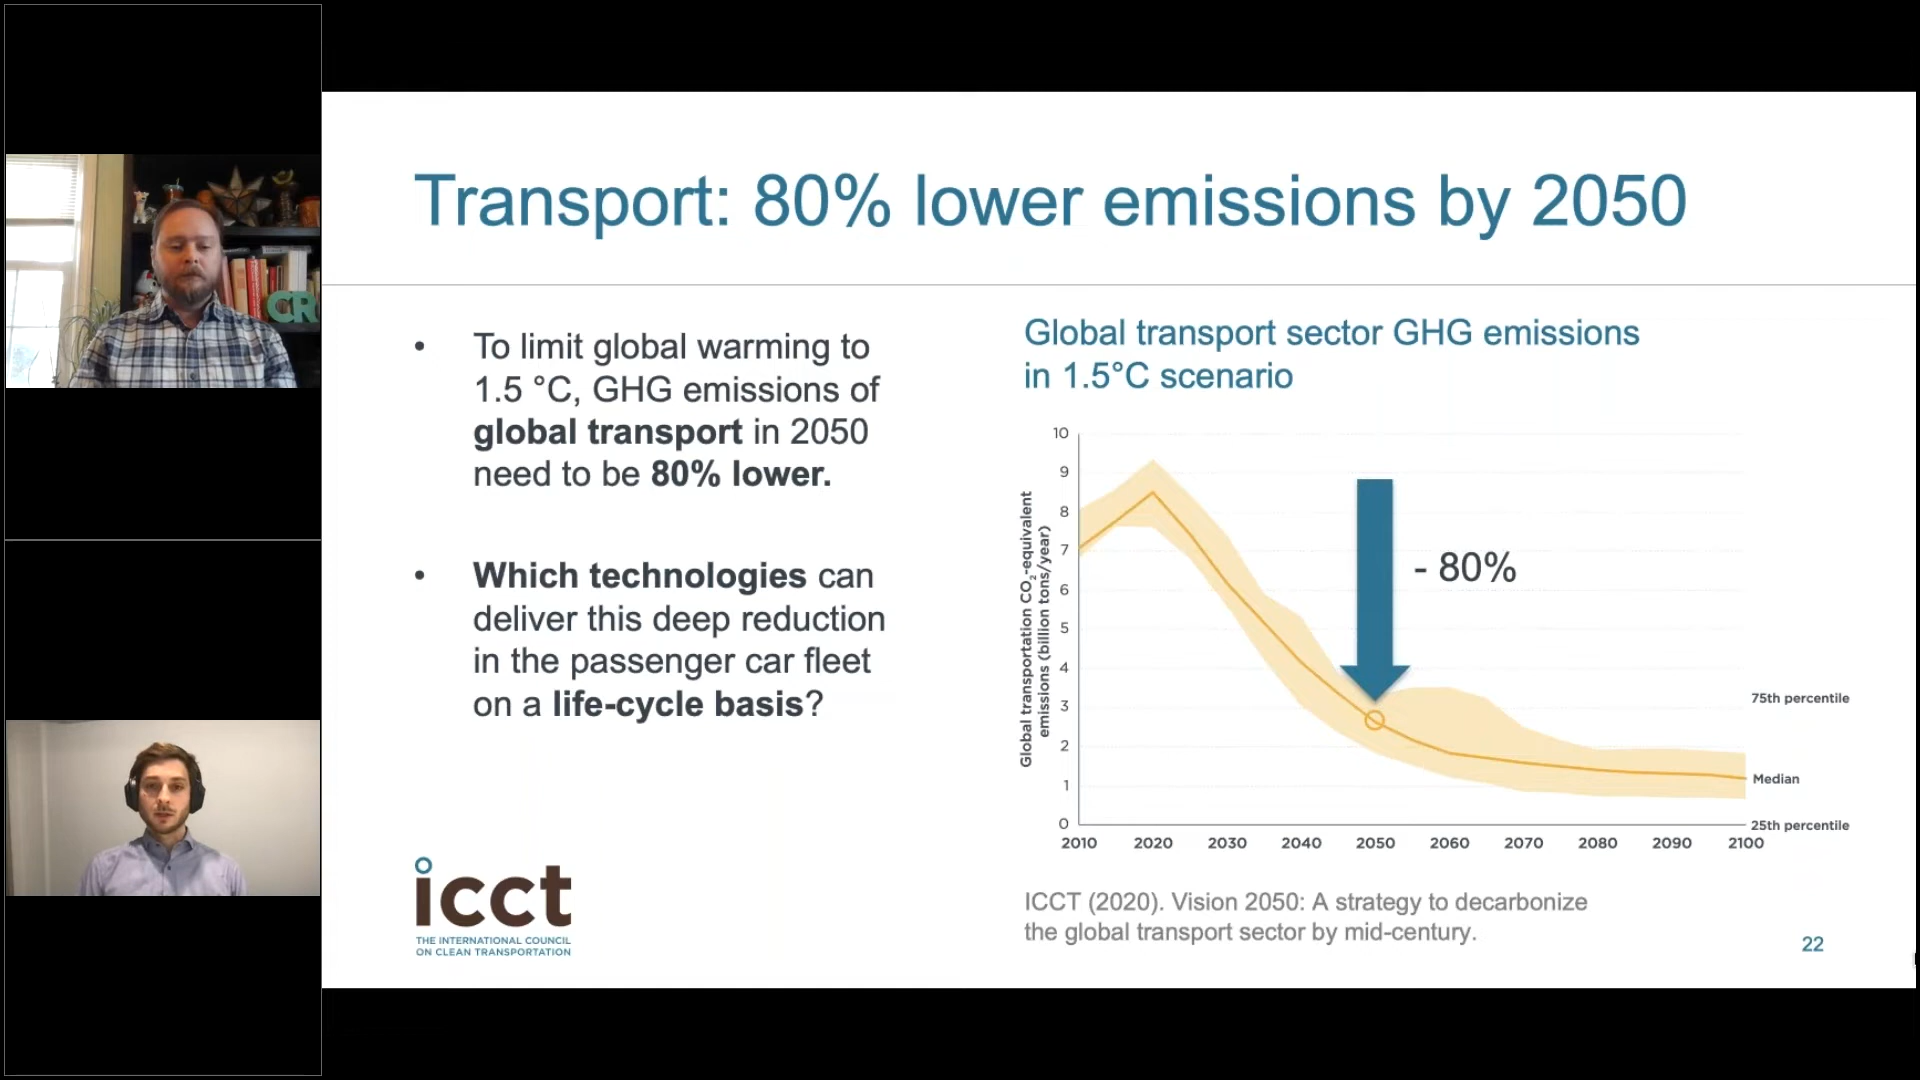 CR
Transport: 80% lower emissions by 2050
• To limit global warming to
1.5 °C, GHG emissions of
global transport in 2050
need to be 80% lower.
• Which technologies can
deliver this deep reduction
in the passenger car fleet
on a life-cycle basis?
Global transport sector GHG emissions
in 1.5°C scenario
Global transportation CO₂-equivalent
emissions (billion tons/year)
10
9
8
7
6
5
4
3
2
1
0
- 80%
75th percentile
Median
25th percentile
2010 2020 2030 2040 2050 2060 2070 2080 2090 2100
icct
THE INTERNATIONAL COUNCIL
ON CLEAN TRANSPORTATION
ICCT (2020). Vision 2050: A strategy to decarbonize
the global transport sector by mid-century.
22